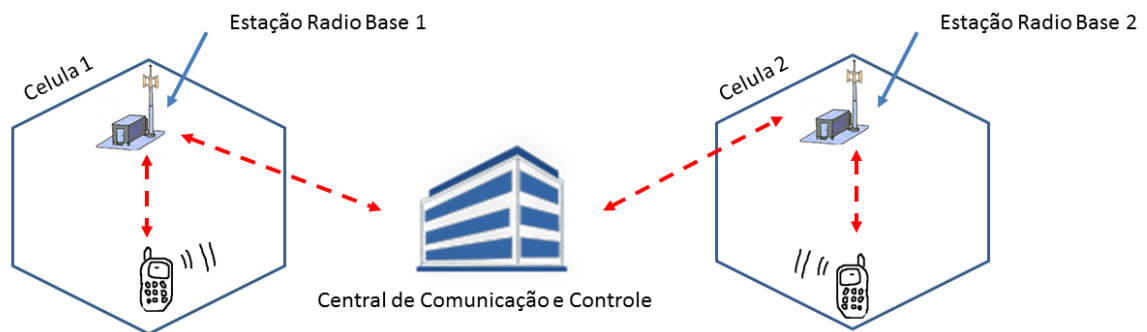 Estação Radio Base 1
Estação Radio Base 2
Celula 1
Celula 2
Central de Comunicação e Controle